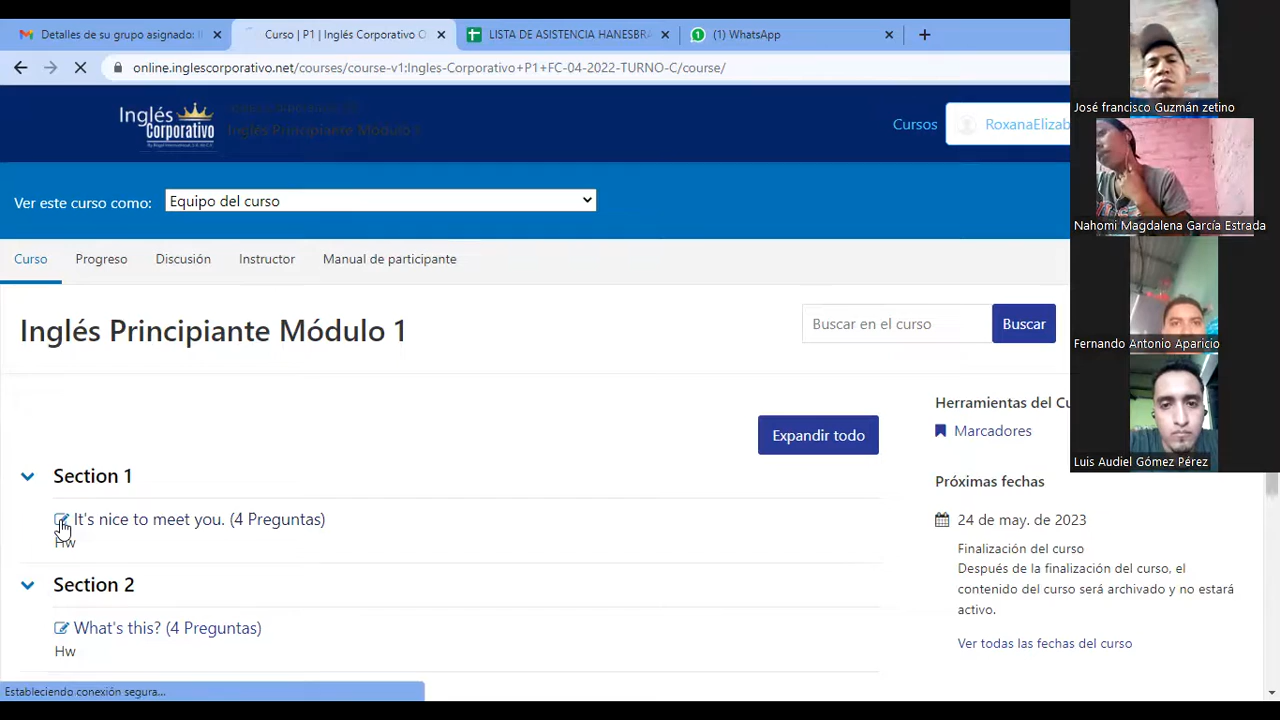 Detalles de su grupo asignado: I
Curso | P1 | Inglés Corporativo O
LISTA DE ASISTENCIA HANESBRA
(1) WhatsApp
online.inglescorporativo.net/courses/course-v1:Ingles-Corporativo+P1+FC-04-2022-TURNO-C/course/
Inglés
Corporativo
Inglés Principiante Módulo 1
Cursos
RoxanaElizab
Ver este curso como:
Equipo del curso
Curso
Progreso
Discusión
Instructor
Manual de participante
Inglés Principiante Módulo 1
Buscar en el curso
Buscar
Expandir todo
Section 1
It's nice to meet you. (4 Preguntas)
Hw
Section 2
What's this? (4 Preguntas)
Hw
Herramientas del Cu
Marcadores
Próximas fechas
24 de may. de 2023
Finalización del curso
Después de la finalización del curso, el
contenido del curso será archivado y no estará
activo.
Ver todas las fechas del curso
Estableciendo conexión segura...
José francisco Guzmán zetino
Nahomi Magdalena García Estrada
Fernando Antonio Aparicio
Luis Audiel Gómez Pérez